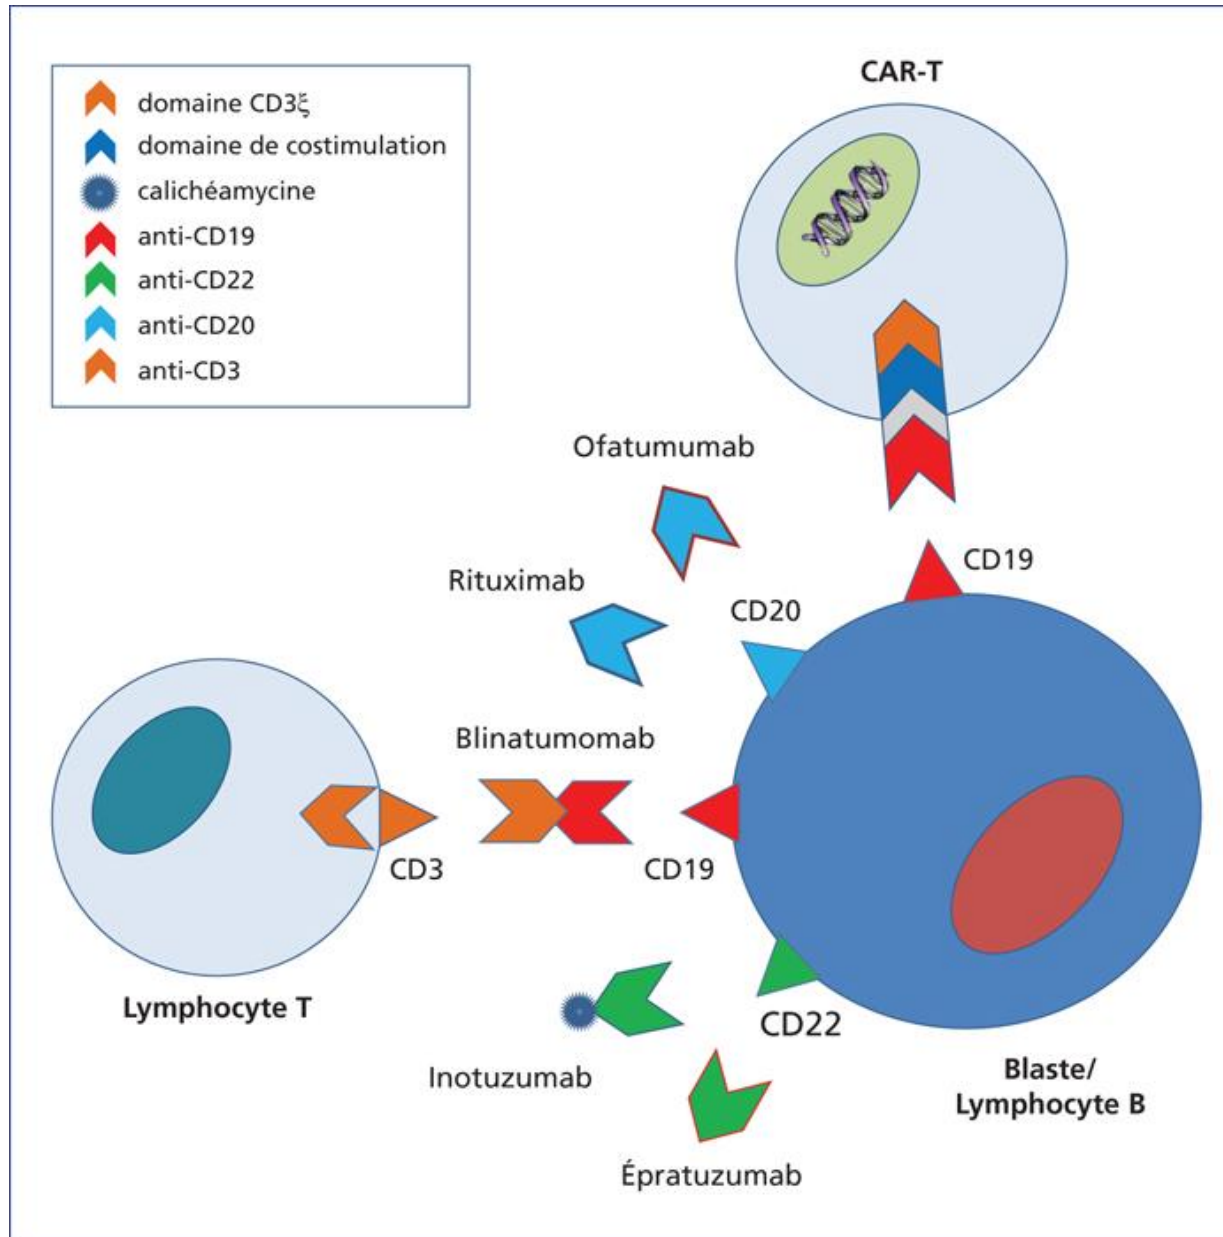 domaine CD3ξ
domaine de costimulation
calichéamycine
anti-CD19
anti-CD22
anti-CD20
anti-CD3
CAR-T
Ofatumumab
Rituximab
CD19
CD20
Blinatumomab
CD3
CD19
Lymphocyte T
CD22
Inotuzumab
Blaste/
Lymphocyte B
Épratuzumab